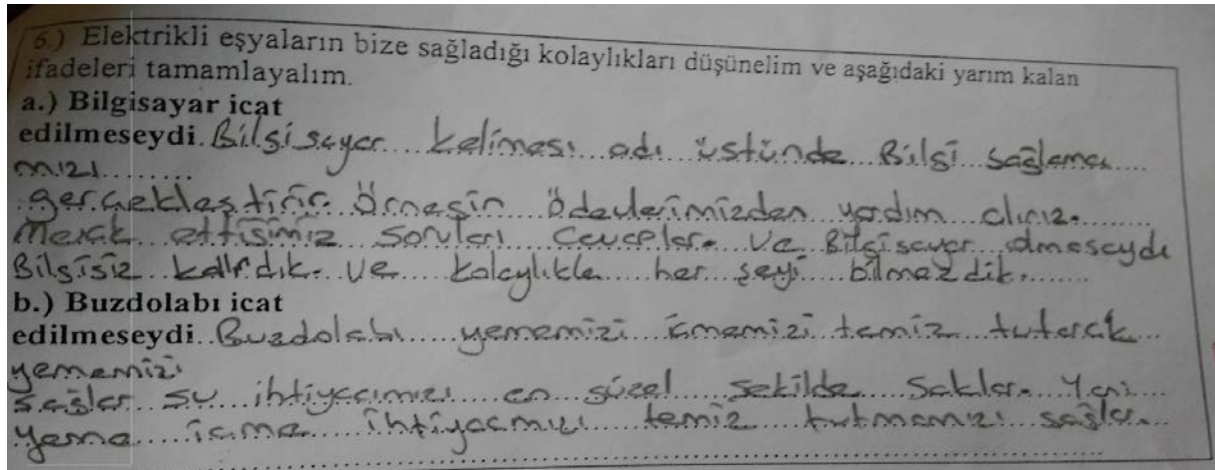 6.) Elektrikli eşyaların bize sağladığı kolaylıkları düşünelim ve aşağıdaki yarım kalan
ifadeleri tamamlayalım.
a.) Bilgisayar icat
edilmeseydi. Bilgisayar kelimesi adı üstünde Bilgi sağlama
mızı
gerçekleştirir. Örneğin Ödevlerimizden yardım alırız.
Merak ettiğimiz soruları cevaplar. Ve Bilgisayar olmasaydı
Bilgisiz kalırdık. Ve kolaylıkla her şeyi bilmezdik.
b.) Buzdolabı icat
edilmeseydi. Buzdolabı yememizi içmemizi temiz tutarak
yememizi
sağlar su ihtiyacımızı en güzel şekilde saklar. Yani
yeme içme ihtiyacımızı temiz tutmamızı sağlar.